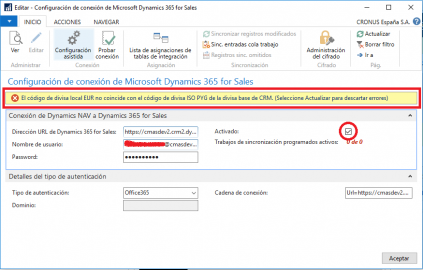 Editar - Configuración de conexión de Microsoft Dynamics 365 for Sales
INICIO ACCIONES NAVEGAR CRONUS España S.A.
Ver Editar Configuración asistida Probar conexión Lista de asignaciones de tablas de integración Sincronizar registros modificados Administración del cifrado Actualizar
Sinc. entradas cola trabajo Borrar filtro
Registros sinc. omitidos Ir a
Administrar Conexión Asignación Sincronización Cifrado Pág.
Configuración de conexión de Microsoft Dynamics 365 for Sales
El código de divisa local EUR no coincide con el código de divisa ISO PYG de la divisa base de CRM. (Seleccione Actualizar para descartar errores)
Conexión de Dynamics NAV a Dynamics 365 for Sales
Dirección URL de Dynamics 365 for Sales: https://cmasdev2.crm2.dy... Activado:
Nombre de usuario: @cmasdev... Trabajos de sincronización programados activos: 0 de 0
Password: ••••••••••
Detalles del tipo de autenticación
Tipo de autenticación: Office365 Cadena de conexión: Url=https://cmasdev2....
Dominio:
Aceptar